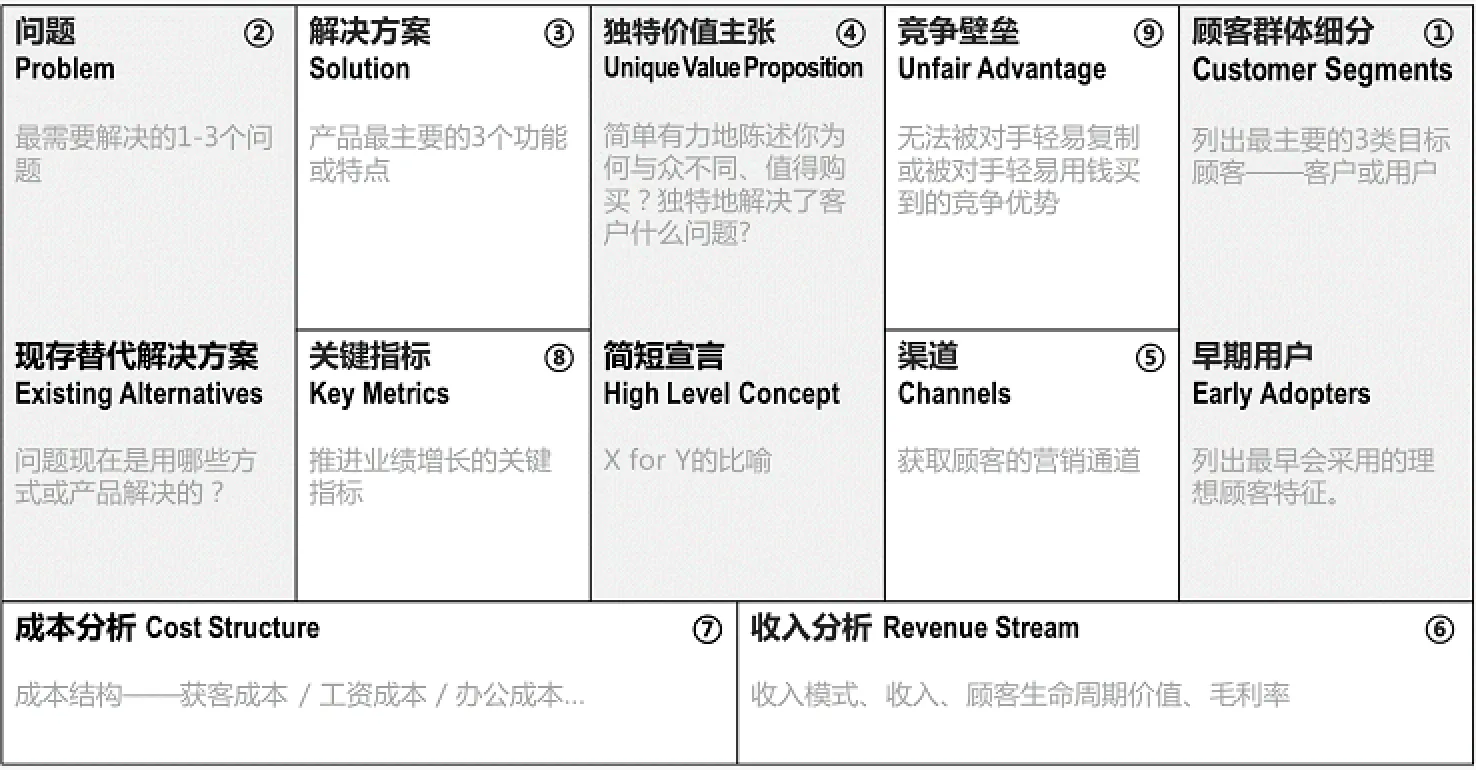 问题 ②
Problem
最需要解决的1-3个问
题
现存替代解决方案
Existing Alternatives
问题现在是用哪些方
式或产品解决的？
解决方案 ③
Solution
产品最主要的3个功能
或特点
关键指标 ⑧
Key Metrics
推进业绩增长的关键
指标
独特价值主张 ④
Unique Value Proposition
简单有力地陈述你为
何与众不同、值得购
买？独特地解决了客
户什么问题?
简短宣言
High Level Concept
X for Y的比喻
竞争壁垒 ⑨
Unfair Advantage
无法被对手轻易复制
或被对手轻易用钱买
到的竞争优势
渠道 ⑤
Channels
获取顾客的营销通道
顾客群体细分 ①
Customer Segments
列出最主要的3类目标
顾客——客户或用户
早期用户
Early Adopters
列出最早会采用的理
想顾客特征。
成本分析 Cost Structure ⑦
成本结构——获客成本 / 工资成本 / 办公成本...
收入分析 Revenue Stream ⑥
收入模式、收入、顾客生命周期价值、毛利率